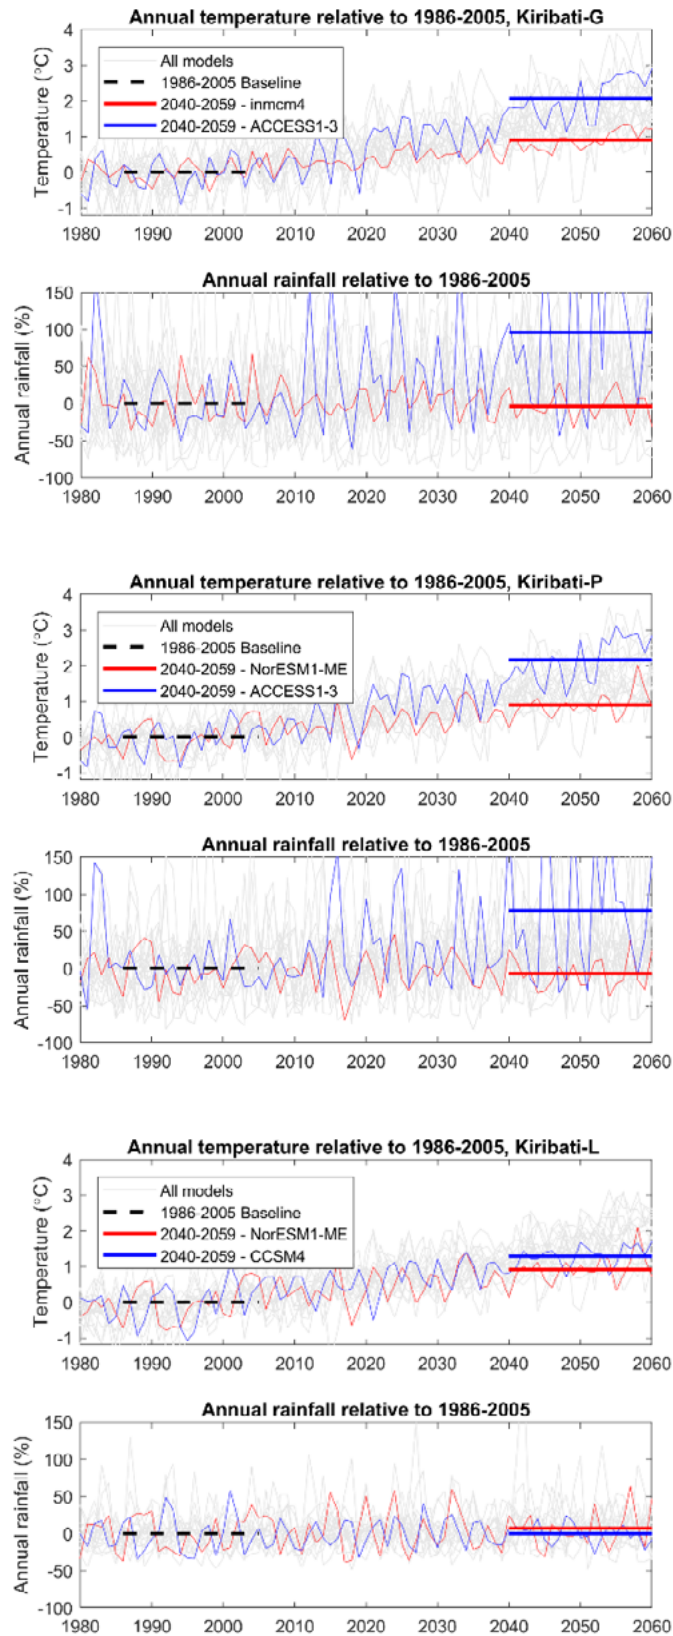 Annual temperature relative to 1986-2005, Kiribati-G
Temperature (°C)
4
3
2
1
0
-1
All models
1986-2005 Baseline
2040-2059 - inmcm4
2040-2059 - ACCESS1-3
1980 1990 2000 2010 2020 2030 2040 2050 2060
Annual rainfall relative to 1986-2005
Annual rainfall (%)
150
100
50
0
-50
-100
1980 1990 2000 2010 2020 2030 2040 2050 2060
Annual temperature relative to 1986-2005, Kiribati-P
Temperature (°C)
4
3
2
1
0
-1
All models
1986-2005 Baseline
2040-2059 - NorESM1-ME
2040-2059 - ACCESS1-3
1980 1990 2000 2010 2020 2030 2040 2050 2060
Annual rainfall relative to 1986-2005
Annual rainfall (%)
150
100
50
0
-50
-100
1980 1990 2000 2010 2020 2030 2040 2050 2060
Annual temperature relative to 1986-2005, Kiribati-L
Temperature (°C)
4
3
2
1
0
-1
All models
1986-2005 Baseline
2040-2059 - NorESM1-ME
2040-2059 - CCSM4
1980 1990 2000 2010 2020 2030 2040 2050 2060
Annual rainfall relative to 1986-2005
Annual rainfall (%)
150
100
50
0
-50
-100
1980 1990 2000 2010 2020 2030 2040 2050 2060